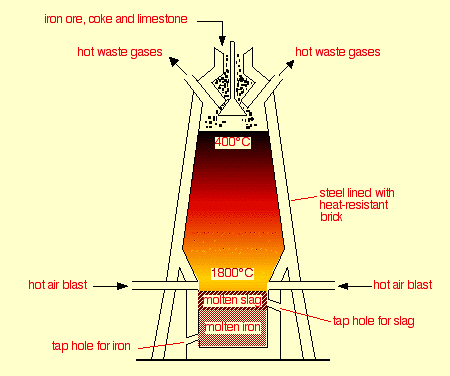 iron ore, coke and limestone
hot waste gases
hot waste gases
400°C
steel lined with
heat-resistant
brick
1800°C
hot air blast
hot air blast
molten slag
tap hole for slag
molten iron
tap hole for iron